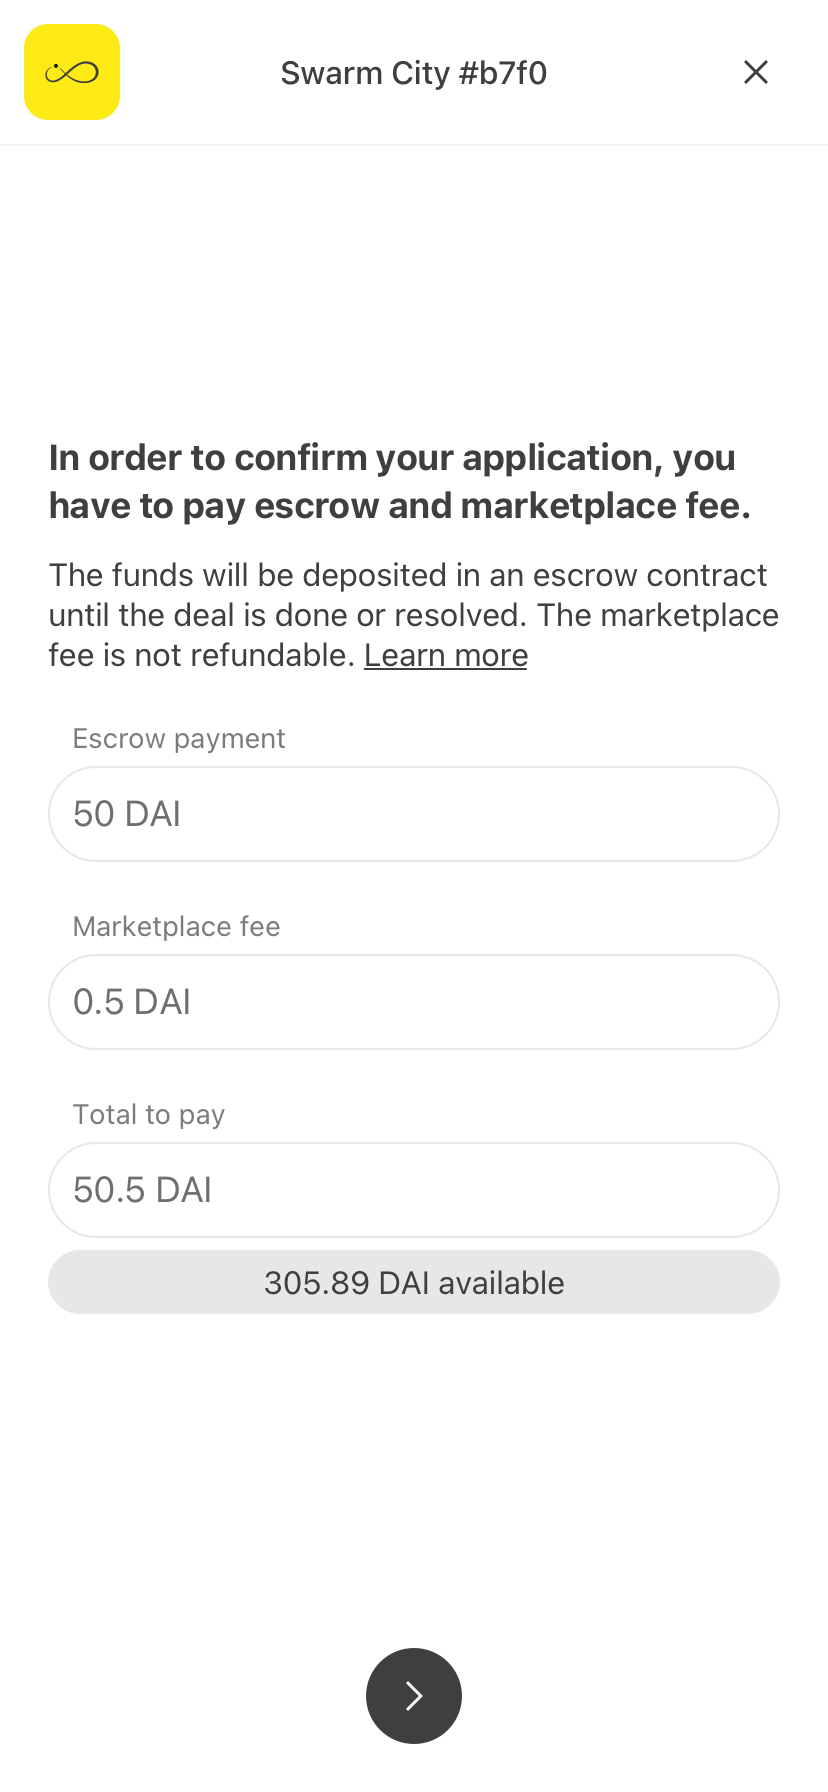 Swarm City #b7f0
In order to confirm your application, you
have to pay escrow and marketplace fee.
The funds will be deposited in an escrow contract
until the deal is done or resolved. The marketplace
fee is not refundable. Learn more
Escrow payment
50 DAI
Marketplace fee
0.5 DAI
Total to pay
50.5 DAI
305.89 DAI available